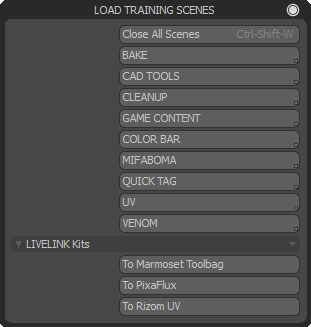 LOAD TRAINING SCENES
Close All Scenes Ctrl-Shift-W
BAKE
CAD TOOLS
CLEANUP
GAME CONTENT
COLOR BAR
MIFABOMA
QUICK TAG
UV
VENOM
LIVELINK Kits
To Marmoset Toolbag
To PixaFlux
To Rizom UV